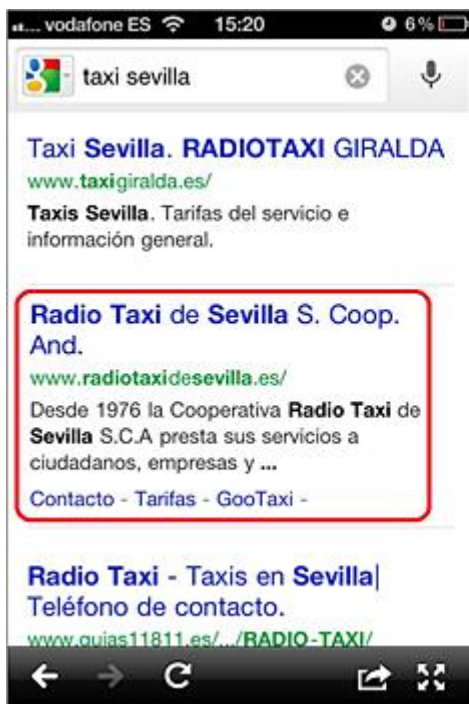 vodafone ES 15:20 6%
taxi sevilla
Taxi Sevilla. RADIOTAXI GIRALDA
www.taxigiralda.es/
Taxis Sevilla. Tarifas del servicio e
información general.
Radio Taxi de Sevilla S. Coop.
And.
www.radiotaxidesevilla.es/
Desde 1976 la Cooperativa Radio Taxi de
Sevilla S.C.A presta sus servicios a
ciudadanos, empresas y ...
Contacto - Tarifas - GooTaxi -
Radio Taxi - Taxis en Sevilla|
Teléfono de contacto.
www.guias11811.es/.../RADIO-TAXI/